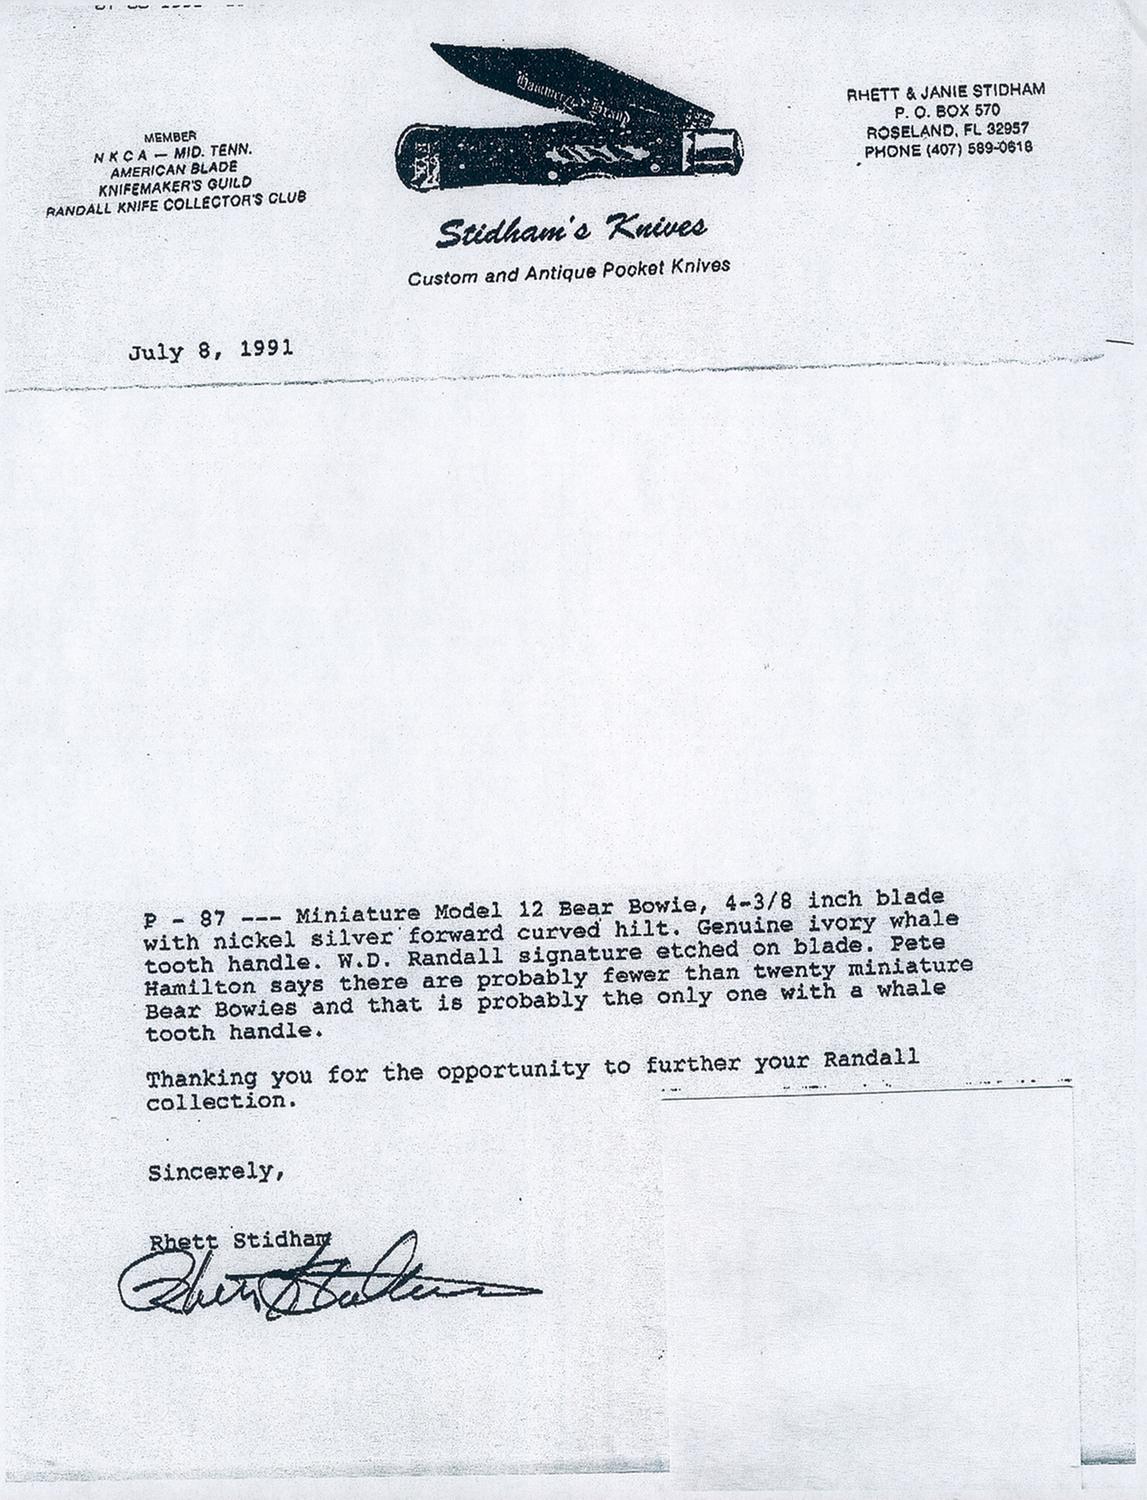 MEMBER
N K C A — MID. TENN.
AMERICAN BLADE
KNIFEMAKER'S GUILD
RANDALL KNIFE COLLECTOR'S CLUB
Hammer Brand
Stidham's Knives
Custom and Antique Pocket Knives
RHETT & JANIE STIDHAM
P. O. BOX 570
ROSELAND, FL 32957
PHONE (407) 589-0618
July 8, 1991
P - 87 --- Miniature Model 12 Bear Bowie, 4-3/8 inch blade
with nickel silver forward curved hilt. Genuine ivory whale
tooth handle. W.D. Randall signature etched on blade. Pete
Hamilton says there are probably fewer than twenty miniature
Bear Bowies and that is probably the only one with a whale
tooth handle.
Thanking you for the opportunity to further your Randall
collection.
Sincerely,
Rhett Stidham
Rhett Stidham